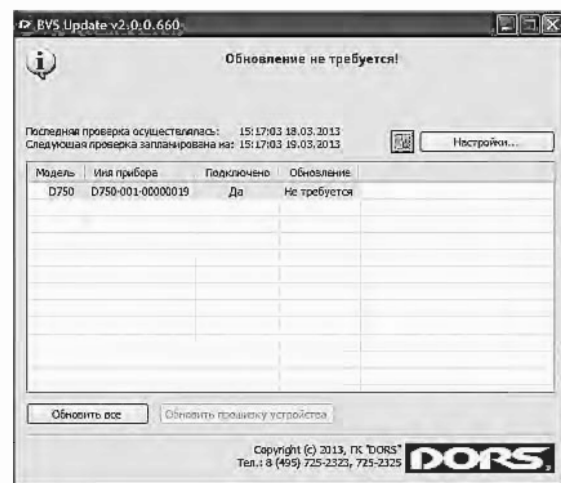 BVS Update v2.0.0.660
Обновление не требуется!
Последняя проверка осуществлялась: 15:17:03 18.03.2013
Следующая проверка запланирована на: 15:17:03 19.03.2013
Настройки...
Модель Имя прибора Подключено Обновление
D750 D750-001-00000019 Да Не требуется
Обновить все Обновить прошивку устройства
Copyright (c) 2013, ГК "DORS"
Тел.: 8 (495) 725-2323, 725-2325
DORS